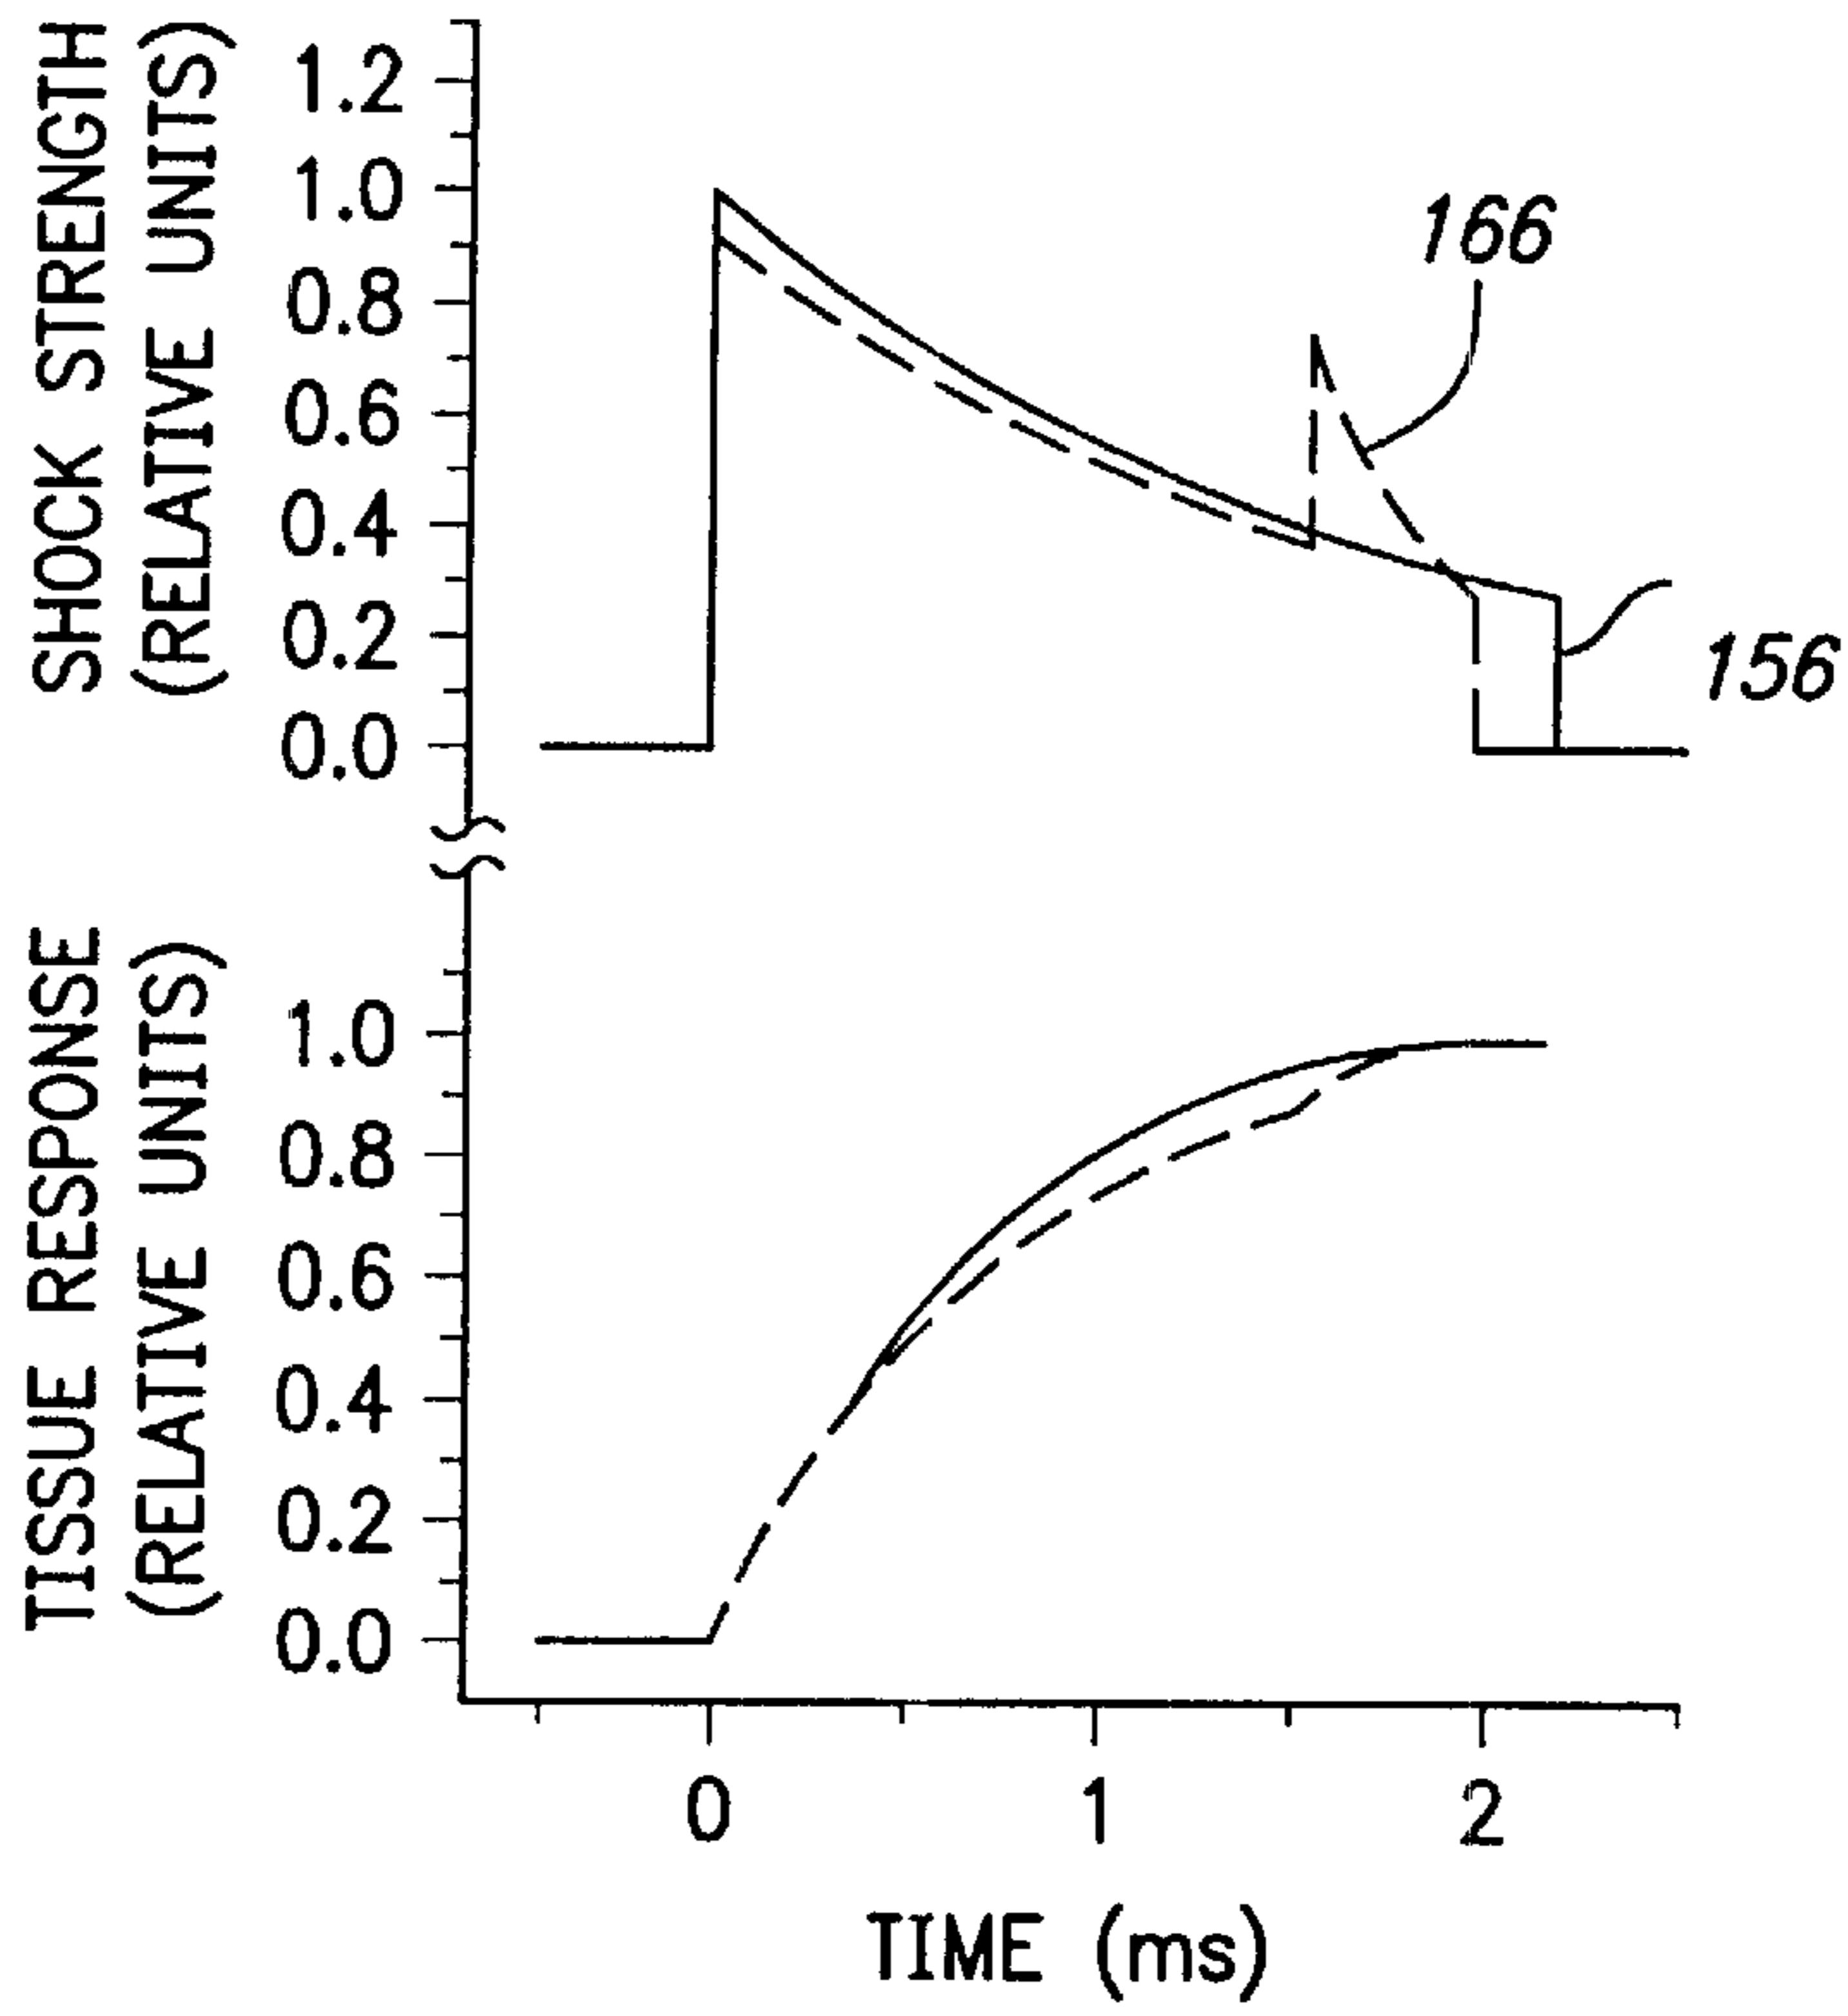 SHOCK STRENGTH
(RELATIVE UNITS)
1.2
1.0
0.8
0.6
0.4
0.2
0.0
166
156
TISSUE RESPONSE
(RELATIVE UNITS)
1.0
0.8
0.6
0.4
0.2
0.0
0 1 2
TIME (ms)